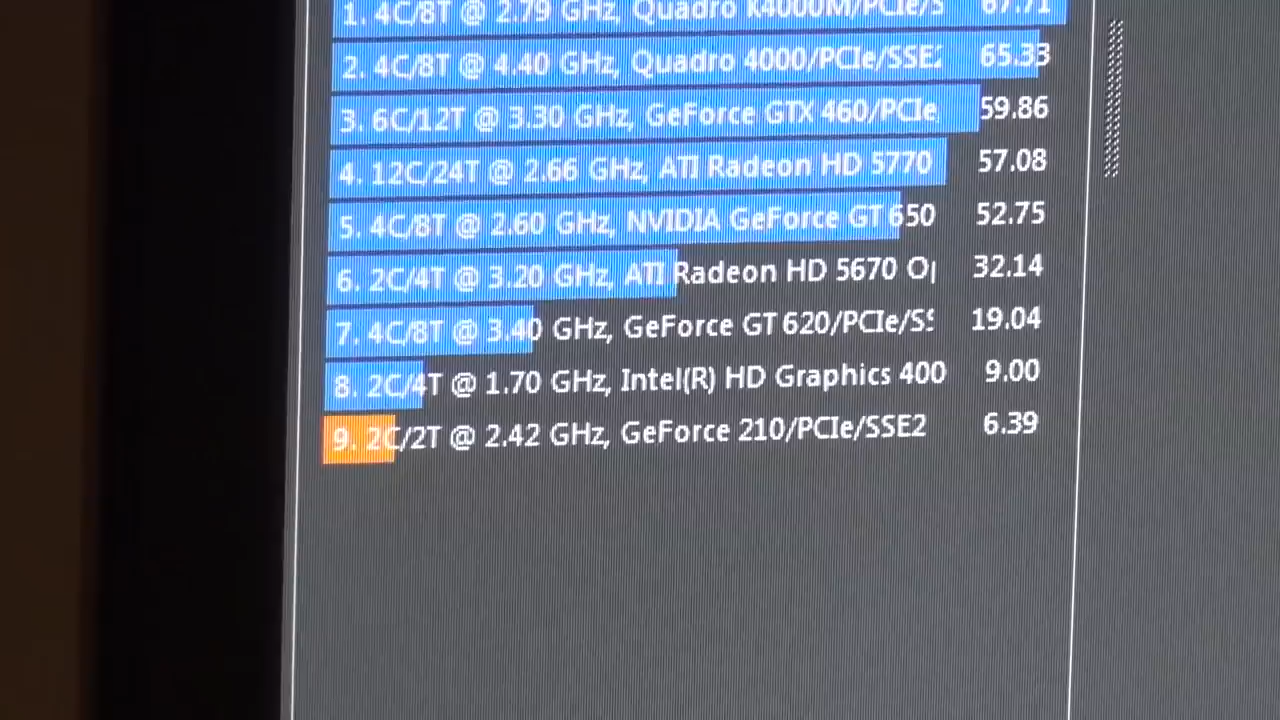 1. 4C/8T @ 2.79 GHz, Quadro K4000M/PCIe/S 67.71
2. 4C/8T @ 4.40 GHz, Quadro 4000/PCIe/SSE2 65.33
3. 6C/12T @ 3.30 GHz, GeForce GTX 460/PCIe 59.86
4. 12C/24T @ 2.66 GHz, ATI Radeon HD 5770 57.08
5. 4C/8T @ 2.60 GHz, NVIDIA GeForce GT 650 52.75
6. 2C/4T @ 3.20 GHz, ATI Radeon HD 5670 Op 32.14
7. 4C/8T @ 3.40 GHz, GeForce GT 620/PCIe/SS 19.04
8. 2C/4T @ 1.70 GHz, Intel(R) HD Graphics 400 9.00
9. 2C/2T @ 2.42 GHz, GeForce 210/PCIe/SSE2 6.39